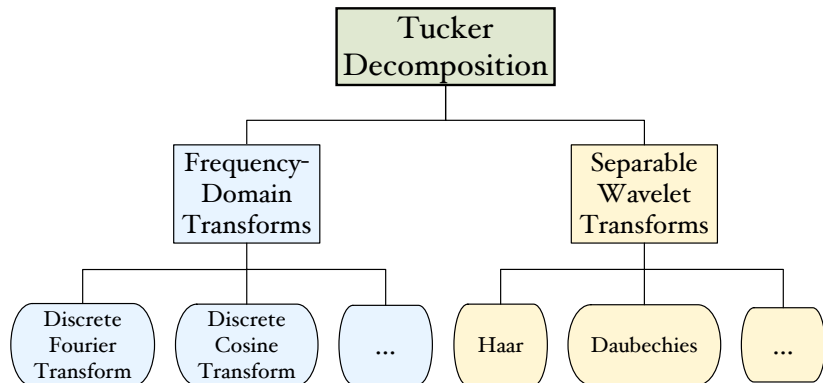 Tucker
Decomposition
Frequency-
Domain
Transforms
Separable
Wavelet
Transforms
Discrete
Fourier
Transform
Discrete
Cosine
Transform
...
Haar
Daubechies
...